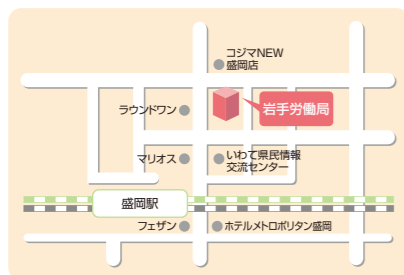 コジマNEW
盛岡店
岩手労働局
ラウンドワン
マリオス
いわて県民情報
交流センター
盛岡駅
フェザン
ホテルメトロポリタン盛岡